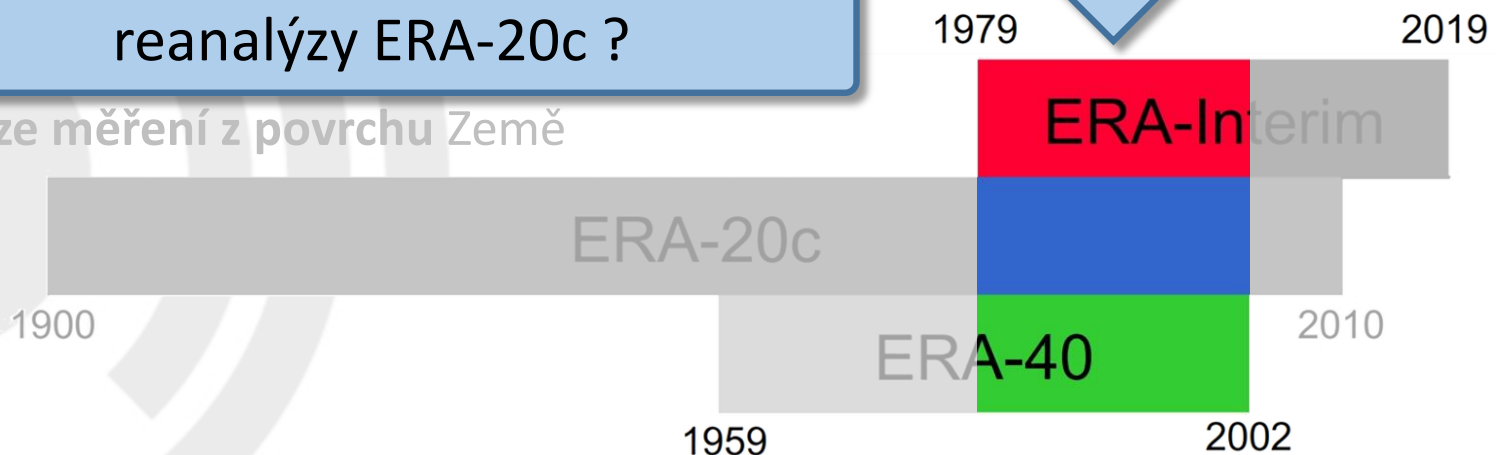 reanalýzy ERA-20c ?
1979
2019
ze měření z povrchu Země
ERA-Interim
ERA-20c
1900
2010
ERA-40
1959
2002